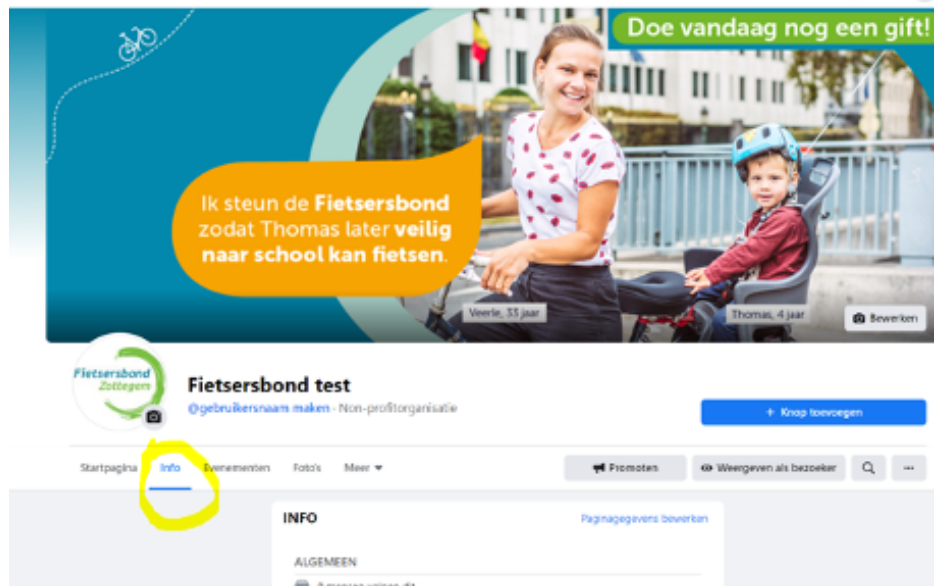 Doe vandaag nog een gift!
Ik steun de Fietsersbond
zodat Thomas later veilig
naar school kan fietsen.
Veerle, 33 jaar
Thomas, 4 jaar
Bewerken
Fietsersbond
Zottegem
Fietsersbond test
@gebruikersnaam maken · Non-profitorganisatie
+ Knop toevoegen
Startpagina Info Evenementen Foto's Meer
Promoten Weergeven als bezoeker
INFO Paginagegevens bewerken
ALGEMEEN